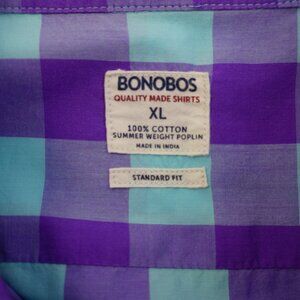 BONOBOS
QUALITY MADE SHIRTS
XL
100% COTTON
SUMMER WEIGHT POPLIN
MADE IN INDIA
STANDARD FIT